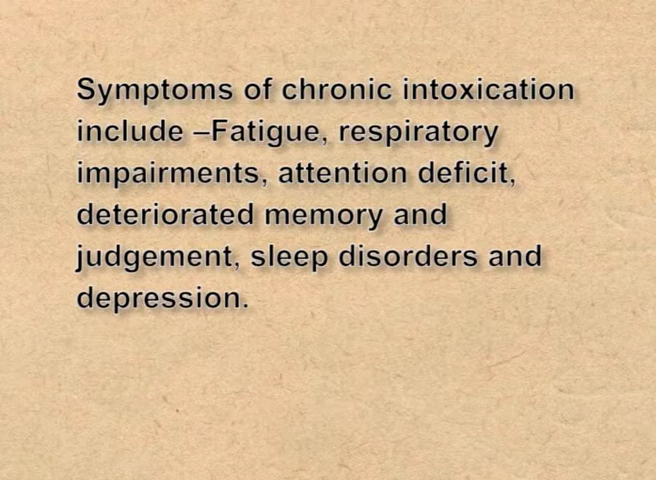 Symptoms of chronic intoxication
include –Fatigue, respiratory
impairments, attention deficit,
deteriorated memory and
judgement, sleep disorders and
depression.